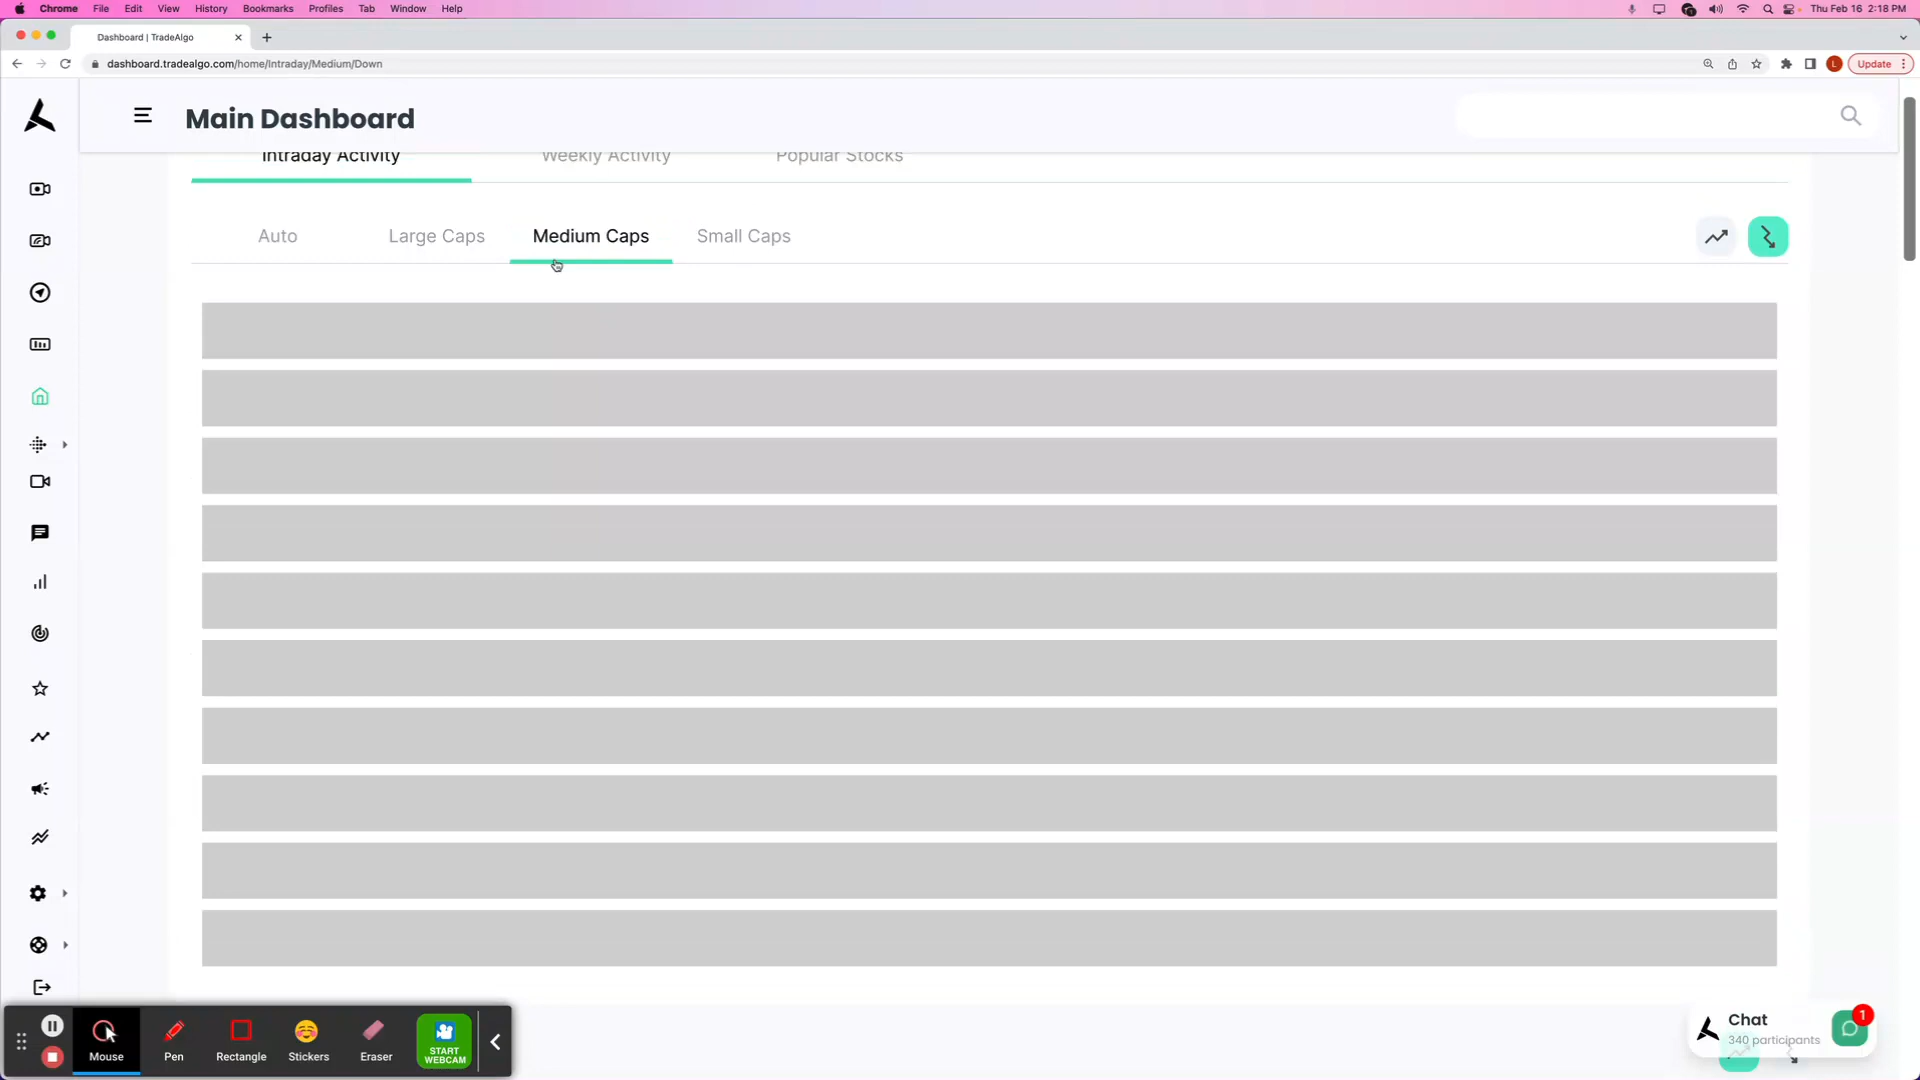 Chrome File Edit View History Bookmarks Profiles Tab Window Help Thu Feb 16 2:18 PM
Dashboard | TradeAlgo
dashboard.tradealgo.com/home/Intraday/Medium/Down Update
Main Dashboard
Intraday Activity Weekly Activity Popular Stocks
Auto Large Caps Medium Caps Small Caps
Chat 1
340 participants
Mouse Pen Rectangle Stickers Eraser START WEBCAM